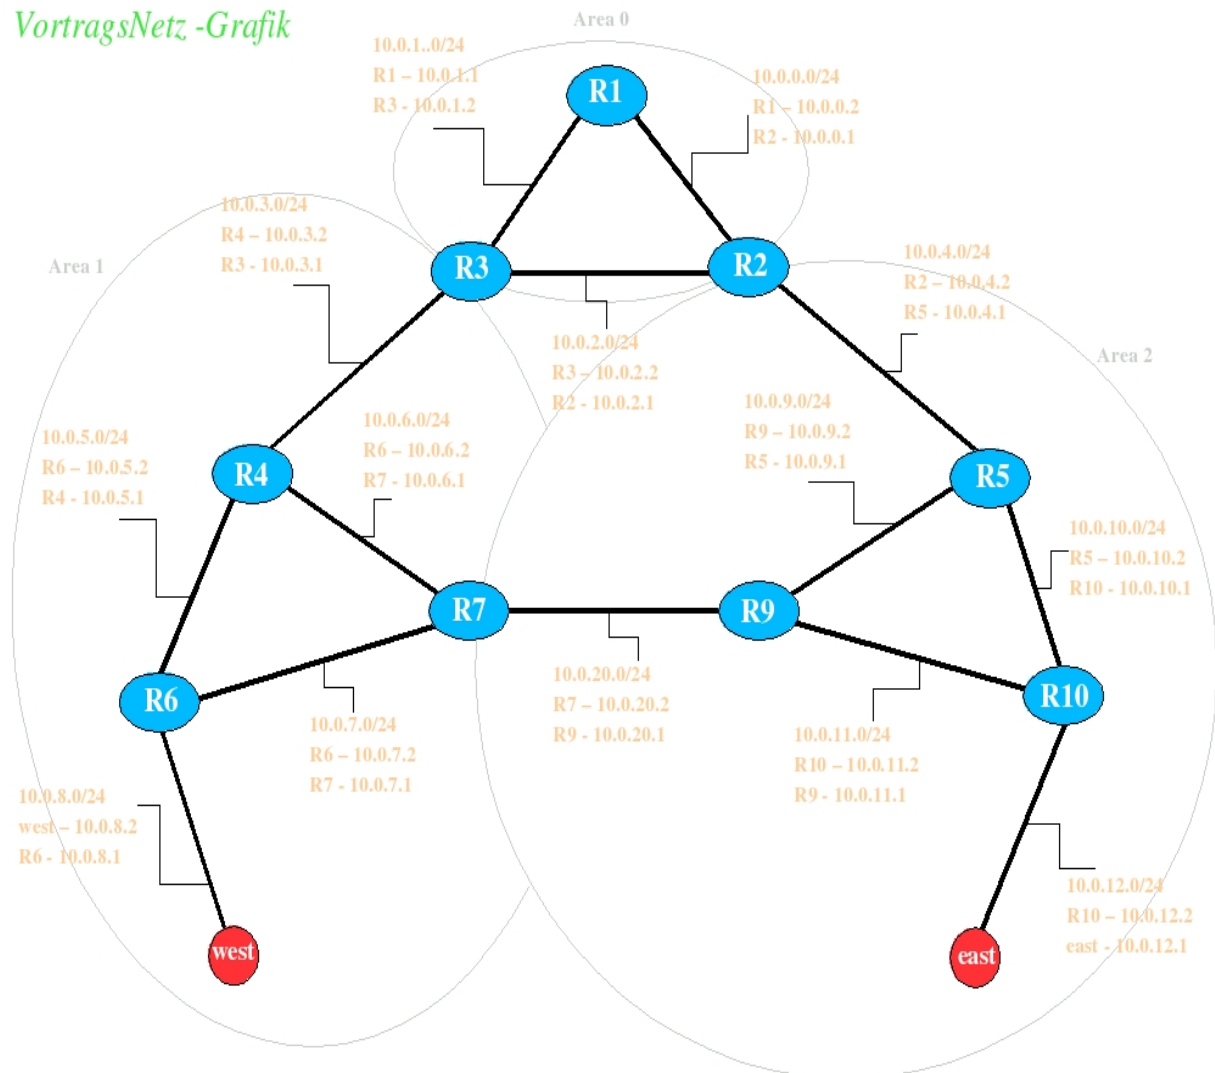 VortragsNetz -Grafik
Area 0
10.0.1..0/24
R1 – 10.0.1.1
R3 - 10.0.1.2
R1
10.0.0.0/24
R1 – 10.0.0.2
R2 - 10.0.0.1
10.0.3.0/24
R4 – 10.0.3.2
R3 - 10.0.3.1
Area 1
R3
R2
10.0.4.0/24
R2 – 10.0.4.2
R5 - 10.0.4.1
10.0.2.0/24
R3 – 10.0.2.2
R2 - 10.0.2.1
Area 2
10.0.5.0/24
R6 – 10.0.5.2
R4 - 10.0.5.1
R4
10.0.6.0/24
R6 – 10.0.6.2
R7 - 10.0.6.1
10.0.9.0/24
R9 – 10.0.9.2
R5 - 10.0.9.1
R5
10.0.10.0/24
R5 – 10.0.10.2
R10 - 10.0.10.1
R7
R9
R6
10.0.7.0/24
R6 – 10.0.7.2
R7 - 10.0.7.1
10.0.20.0/24
R7 – 10.0.20.2
R9 - 10.0.20.1
10.0.11.0/24
R10 – 10.0.11.2
R9 - 10.0.11.1
R10
10.0.8.0/24
west – 10.0.8.2
R6 - 10.0.8.1
west
east
10.0.12.0/24
R10 – 10.0.12.2
east - 10.0.12.1